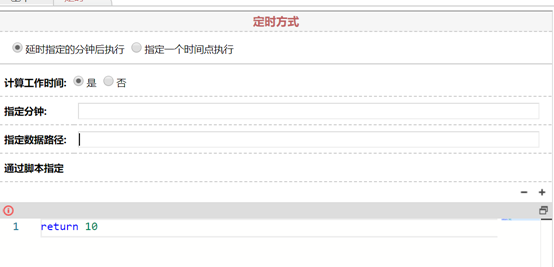 定时方式
延时指定的分钟后执行 指定一个时间点执行
计算工作时间: 是 否
指定分钟:
指定数据路径:
通过脚本指定
1 return 10